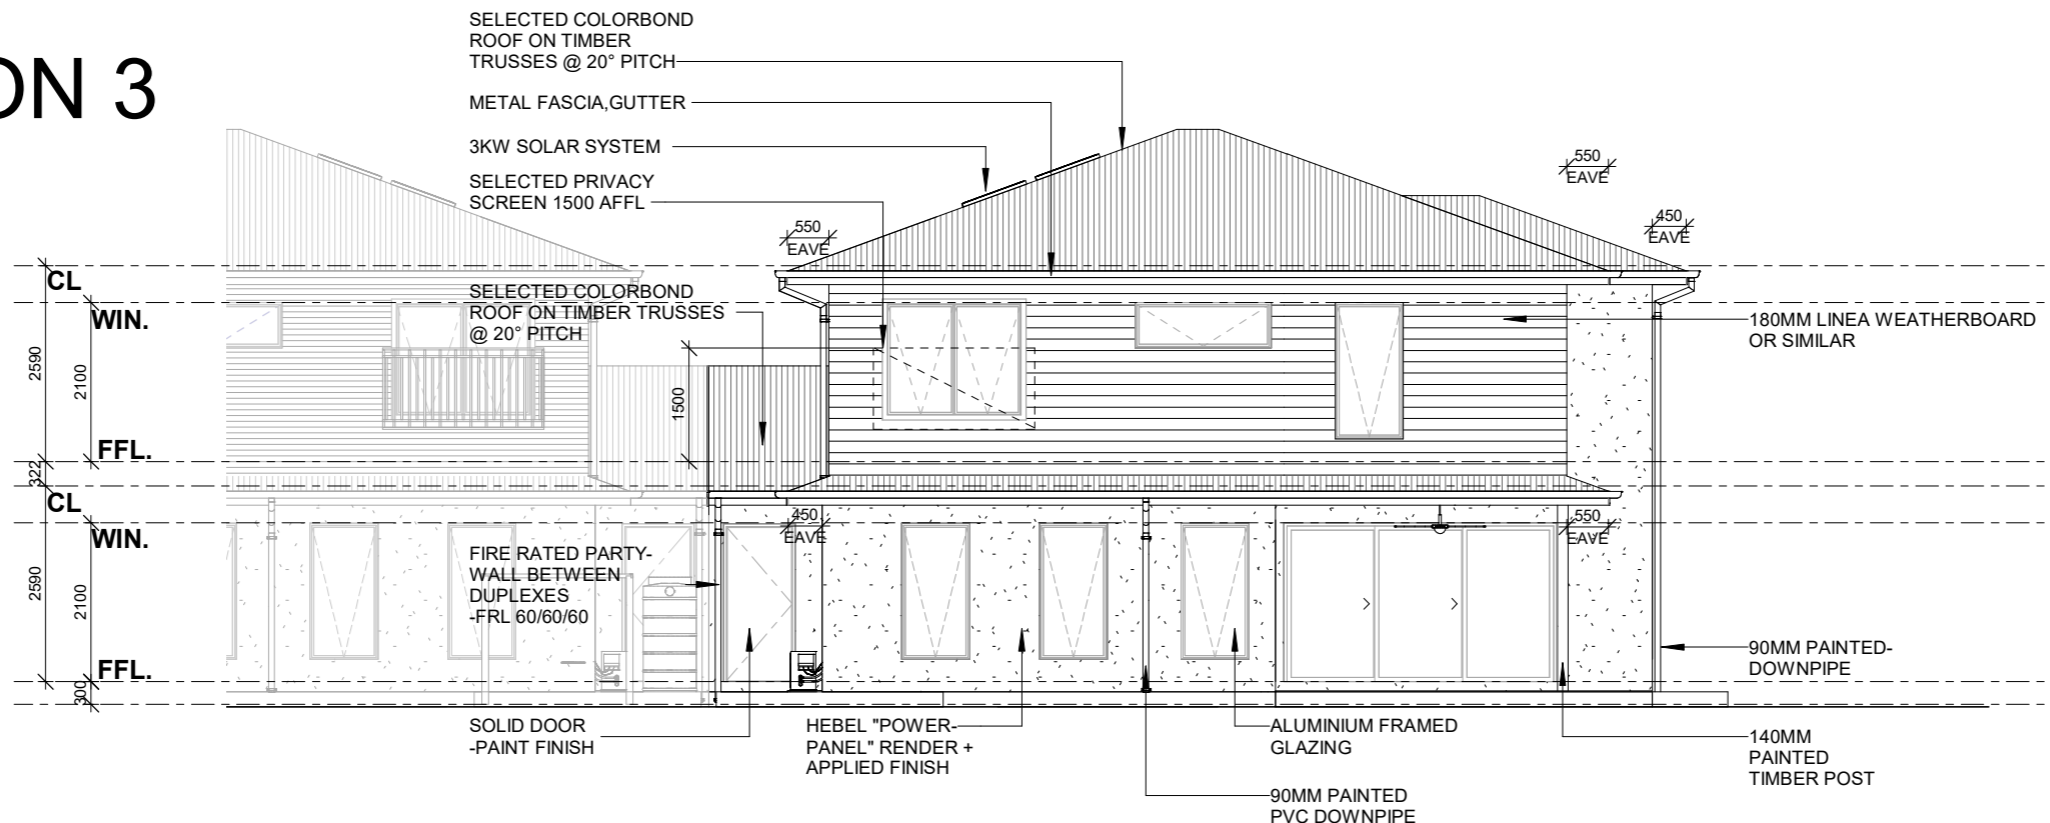 ON 3
SELECTED COLORBOND
ROOF ON TIMBER
TRUSSES @ 20° PITCH
METAL FASCIA,GUTTER
3KW SOLAR SYSTEM
SELECTED PRIVACY
SCREEN 1500 AFFL
550
EAVE
550
EAVE
450
EAVE
CL
WIN.
2590
2100
FFL.
322
SELECTED COLORBOND
ROOF ON TIMBER TRUSSES
@ 20° PITCH
1500
180MM LINEA WEATHERBOARD
OR SIMILAR
CL
WIN.
2590
2100
FFL.
300
450
EAVE
550
EAVE
FIRE RATED PARTY-
WALL BETWEEN
DUPLEXES
-FRL 60/60/60
90MM PAINTED-
DOWNPIPE
SOLID DOOR
-PAINT FINISH
HEBEL "POWER-
PANEL" RENDER +
APPLIED FINISH
ALUMINIUM FRAMED
GLAZING
140MM
PAINTED
TIMBER POST
90MM PAINTED
PVC DOWNPIPE